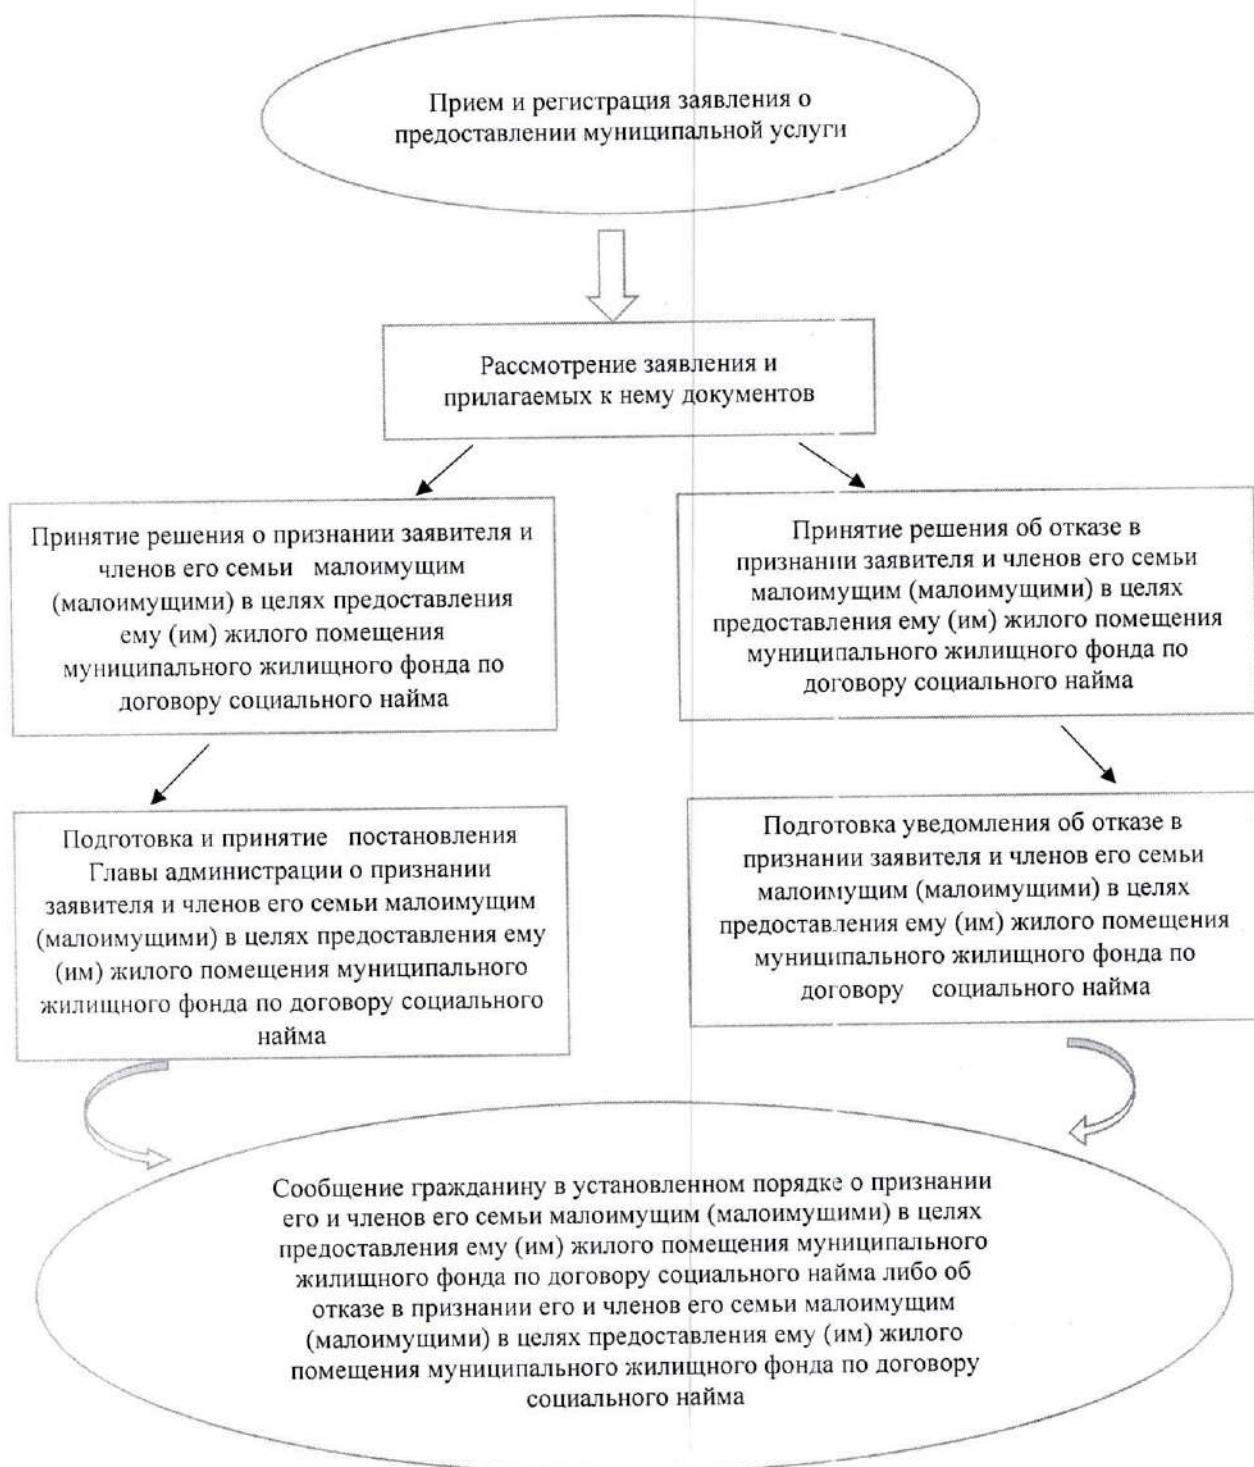 Прием и регистрация заявления о
предоставлении муниципальной услуги
Рассмотрение заявления и
прилагаемых к нему документов
Принятие решения о признании заявителя и
членов его семьи малоимущим
(малоимущими) в целях предоставления
ему (им) жилого помещения
муниципального жилищного фонда по
договору социального найма
Принятие решения об отказе в
признании заявителя и членов его семьи
малоимущим (малоимущими) в целях
предоставления ему (им) жилого помещения
муниципального жилищного фонда по
договору социального найма
Подготовка и принятие постановления
Главы администрации о признании
заявителя и членов его семьи малоимущим
(малоимущими) в целях предоставления ему
(им) жилого помещения муниципального
жилищного фонда по договору социального
найма
Подготовка уведомления об отказе в
признании заявителя и членов его семьи
малоимущим (малоимущими) в целях
предоставления ему (им) жилого помещения
муниципального жилищного фонда по
договору социального найма
Сообщение гражданину в установленном порядке о признании
его и членов его семьи малоимущим (малоимущими) в целях
предоставления ему (им) жилого помещения муниципального
жилищного фонда по договору социального найма либо об
отказе в признании его и членов его семьи малоимущим
(малоимущими) в целях предоставления ему (им) жилого
помещения муниципального жилищного фонда по договору
социального найма